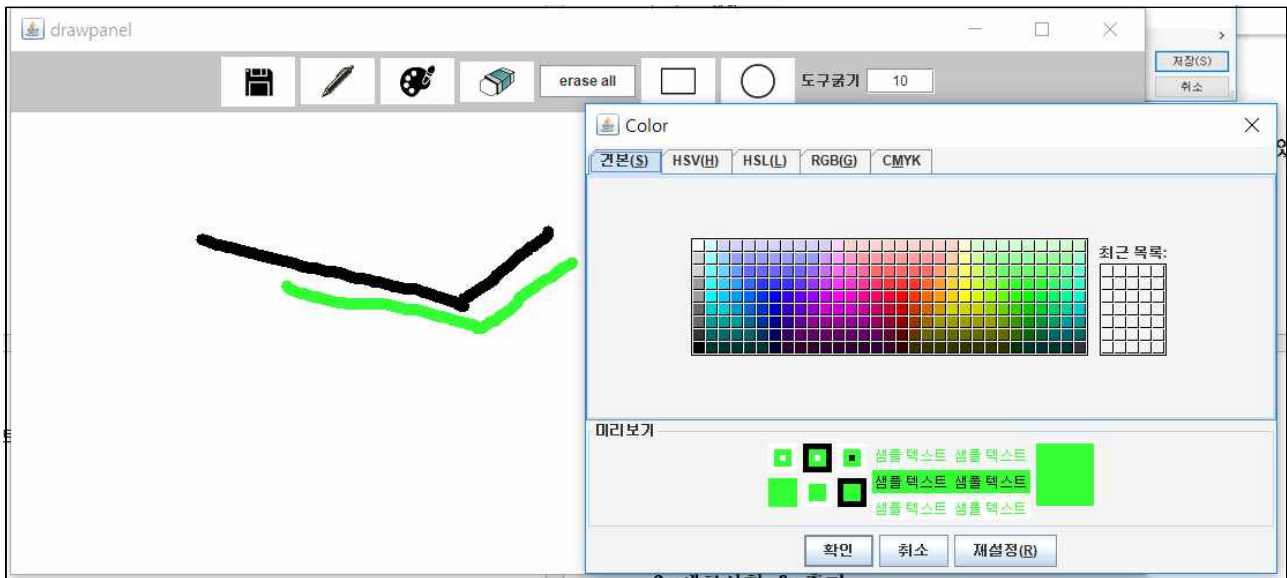 drawpanel
erase all
도구굵기 10
저장(S)
취소
Color
견본(S) HSV(H) HSL(L) RGB(G) CMYK
최근 목록:
미리보기
샘플 텍스트 샘플 텍스트
샘플 텍스트 샘플 텍스트
샘플 텍스트 샘플 텍스트
확인 취소 재설정(R)